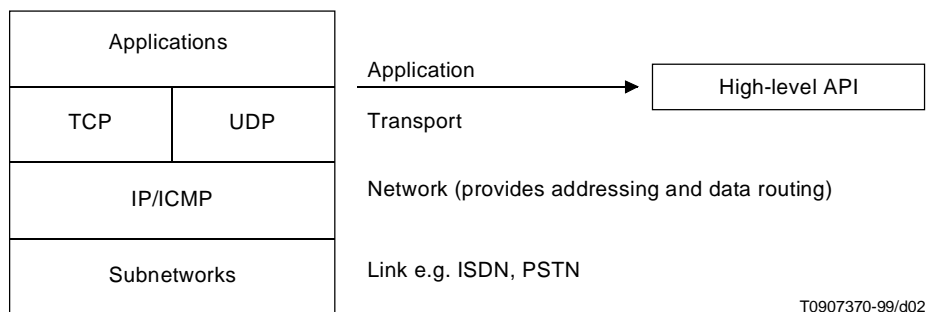 Applications
Application
High-level API
TCP
UDP
Transport
IP/ICMP
Network (provides addressing and data routing)
Subnetworks
Link e.g. ISDN, PSTN
T0907370-99/d02